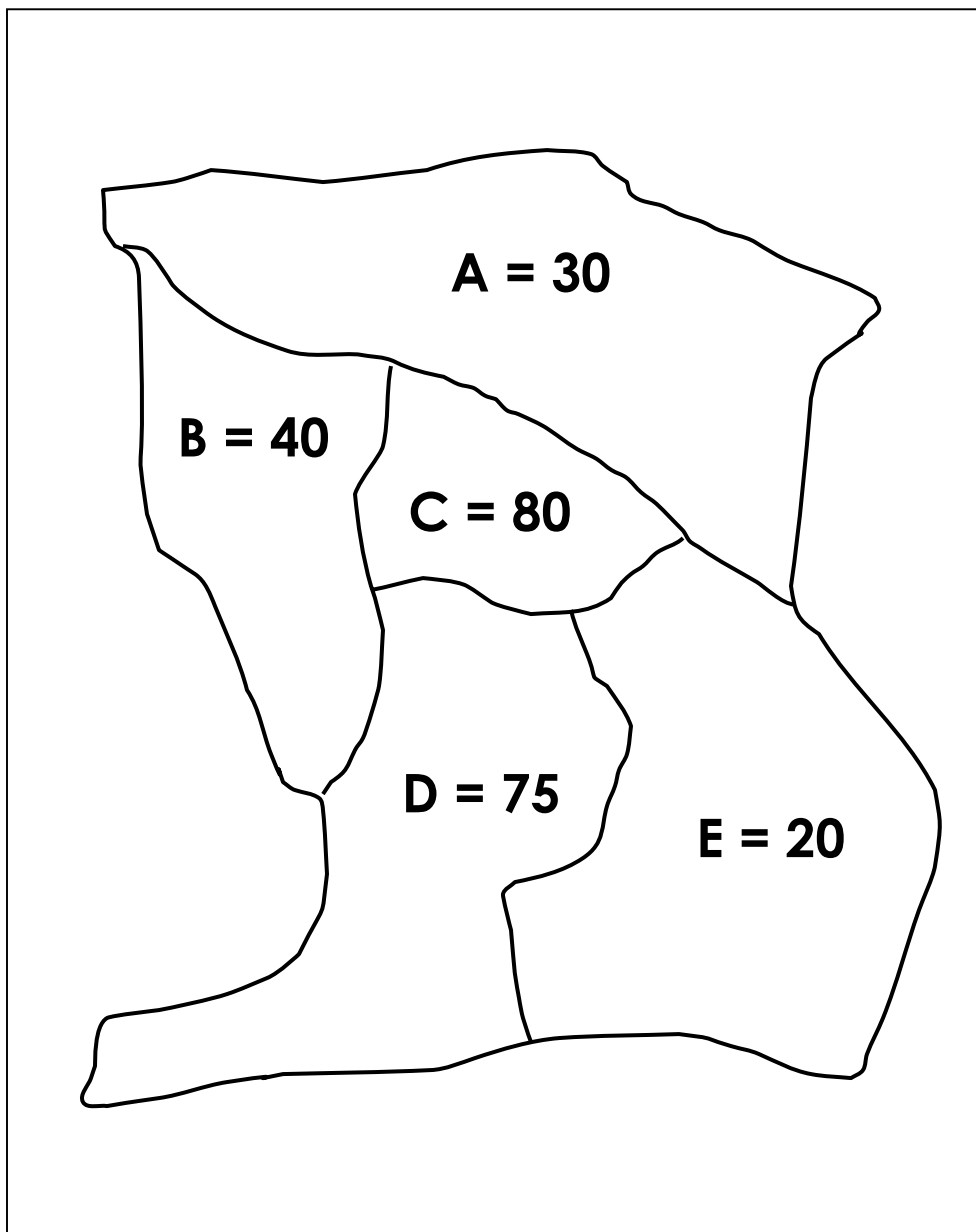 A = 30
B = 40
C = 80
D = 75
E = 20